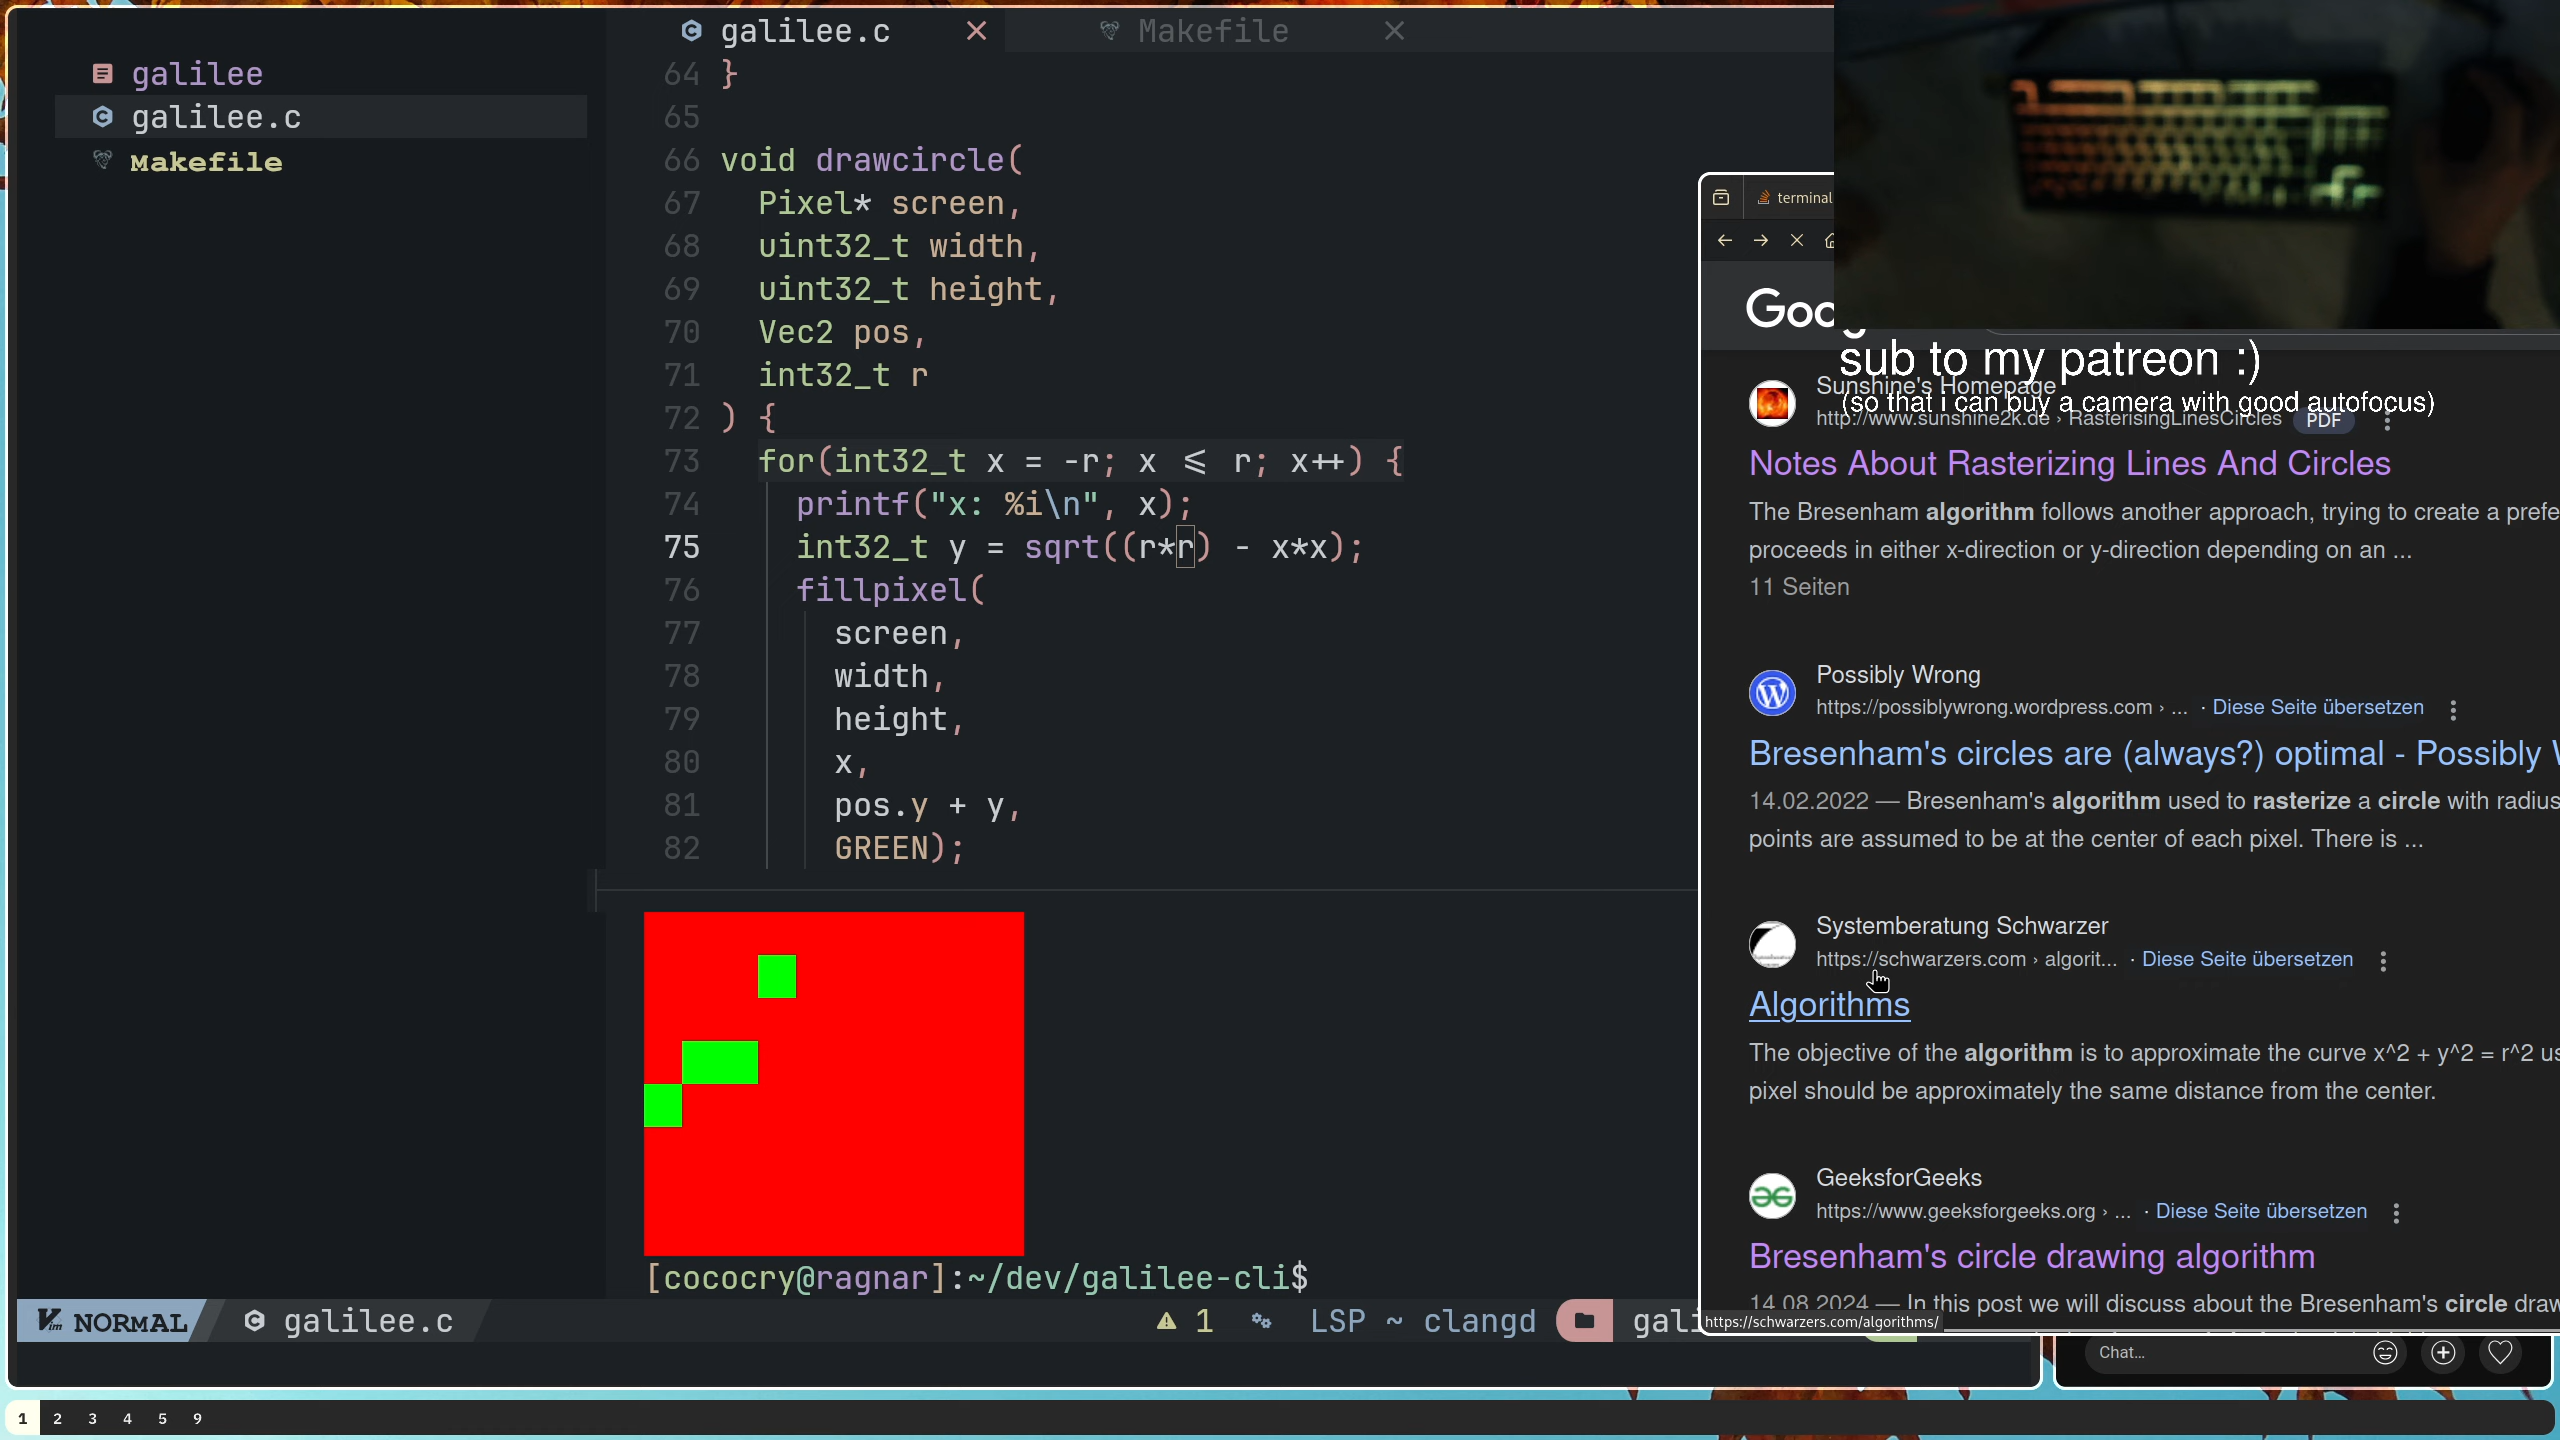 galilee
galilee.c
Makefile
galilee.c
Makefile
64 }
65
66 void drawcircle(
67 Pixel* screen,
68 uint32_t width,
69 uint32_t height,
70 Vec2 pos,
71 int32_t r
72 ) {
73 for(int32_t x = -r; x <= r; x++) {
74 printf("x: %i\n", x);
75 int32_t y = sqrt((r*r) - x*x);
76 fillpixel(
77 screen,
78 width,
79 height,
80 x,
81 pos.y + y,
82 GREEN);
[cococry@ragnar]:~/dev/galilee-cli$
NORMAL galilee.c
1 LSP ~ clangd gali
terminal
Goog
sub to my patreon :)
(so that i can buy a camera with good autofocus)
Sunshine's Homepage
http://www.sunshine2k.de › RasterisingLinesCircles PDF
Notes About Rasterizing Lines And Circles
The Bresenham algorithm follows another approach, trying to create a prefe
proceeds in either x-direction or y-direction depending on an ...
11 Seiten
Possibly Wrong
https://possiblywrong.wordpress.com › ... · Diese Seite übersetzen
Bresenham's circles are (always?) optimal - Possibly W
14.02.2022 — Bresenham's algorithm used to rasterize a circle with radius
points are assumed to be at the center of each pixel. There is ...
Systemberatung Schwarzer
https://schwarzers.com › algorit... · Diese Seite übersetzen
Algorithms
The objective of the algorithm is to approximate the curve x^2 + y^2 = r^2 us
pixel should be approximately the same distance from the center.
GeeksforGeeks
https://www.geeksforgeeks.org › ... · Diese Seite übersetzen
Bresenham's circle drawing algorithm
14.08.2024 — In this post we will discuss about the Bresenham's circle draw
https://schwarzers.com/algorithms/
Chat...
1 2 3 4 5 9